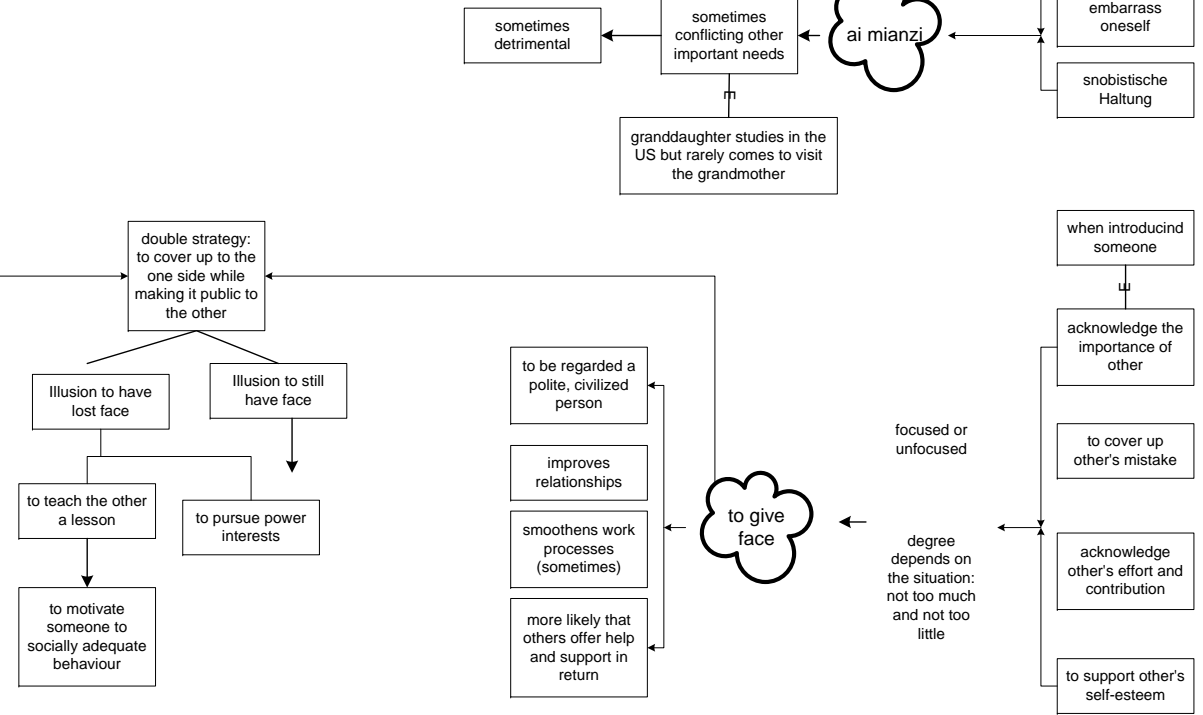 sometimes
detrimental
sometimes
conflicting other
important needs
ai mianzi
embarrass
oneself
snobistische
Haltung
E
granddaughter studies in the
US but rarely comes to visit
the grandmother
double strategy:
to cover up to the
one side while
making it public to
the other
Illusion to have
lost face
Illusion to still
have face
to teach the other
a lesson
to pursue power
interests
to motivate
someone to
socially adequate
behaviour
to be regarded a
polite, civilized
person
improves
relationships
smoothens work
processes
(sometimes)
more likely that
others offer help
and support in
return
to give
face
focused or
unfocused
degree
depends on
the situation:
not too much
and not too
little
when introducind
someone
E
acknowledge the
importance of
other
to cover up
other's mistake
acknowledge
other's effort and
contribution
to support other's
self-esteem